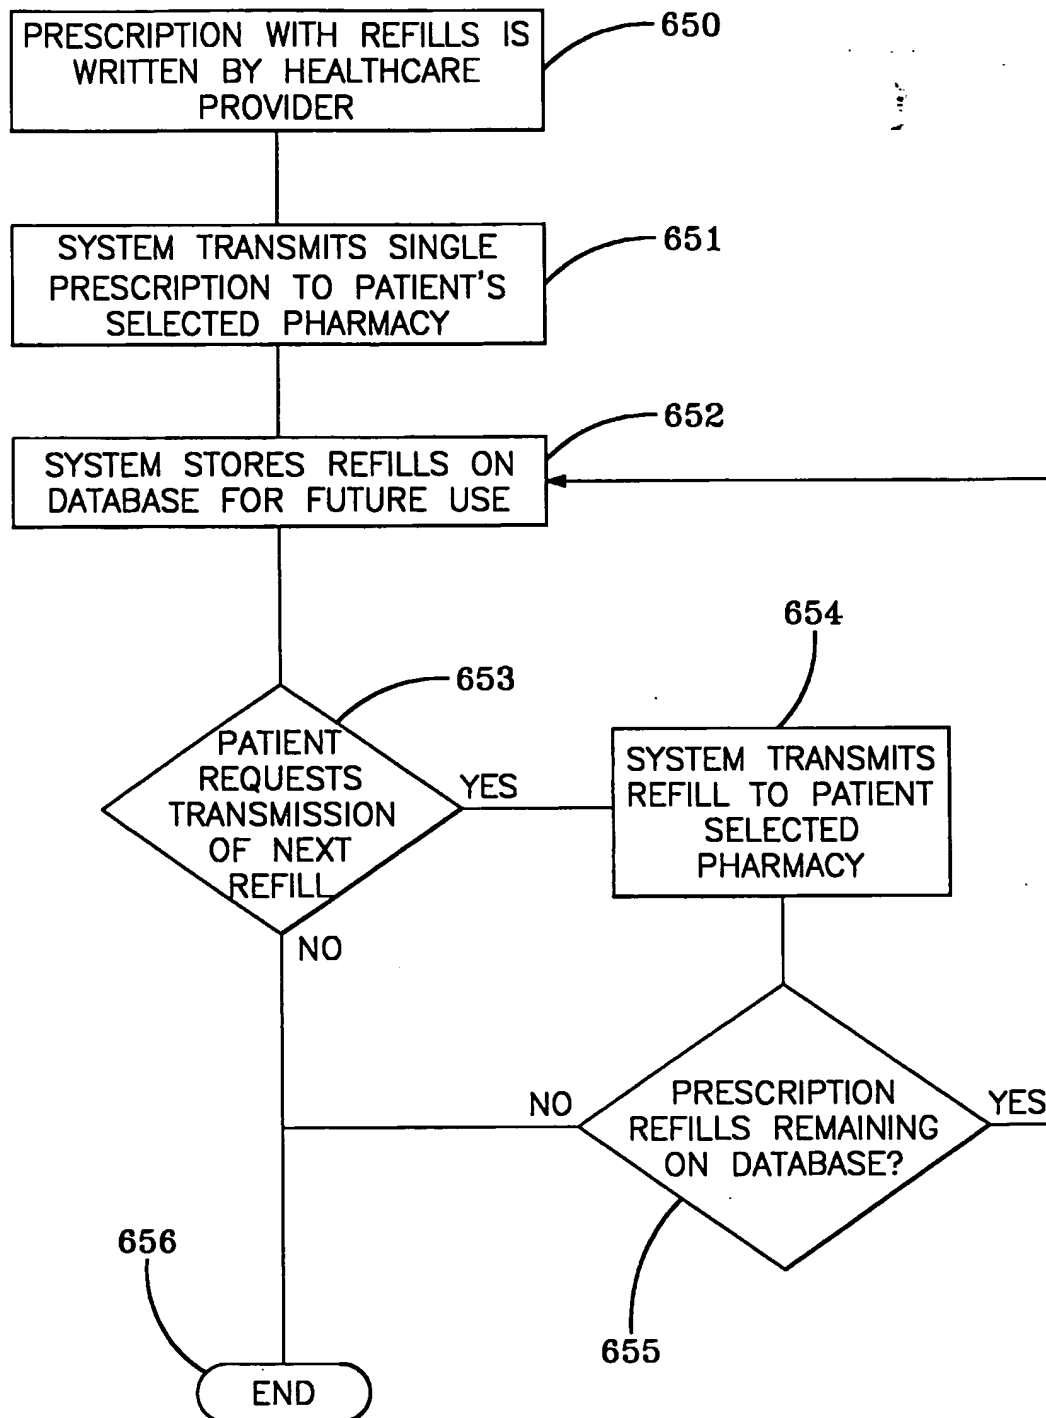 PRESCRIPTION WITH REFILLS IS
WRITTEN BY HEALTHCARE
PROVIDER
650
SYSTEM TRANSMITS SINGLE
PRESCRIPTION TO PATIENT'S
SELECTED PHARMACY
651
SYSTEM STORES REFILLS ON
DATABASE FOR FUTURE USE
652
PATIENT
REQUESTS
TRANSMISSION
OF NEXT
REFILL
653
YES
NO
654
SYSTEM TRANSMITS
REFILL TO PATIENT
SELECTED
PHARMACY
PRESCRIPTION
REFILLS REMAINING
ON DATABASE?
NO
YES
655
656
END